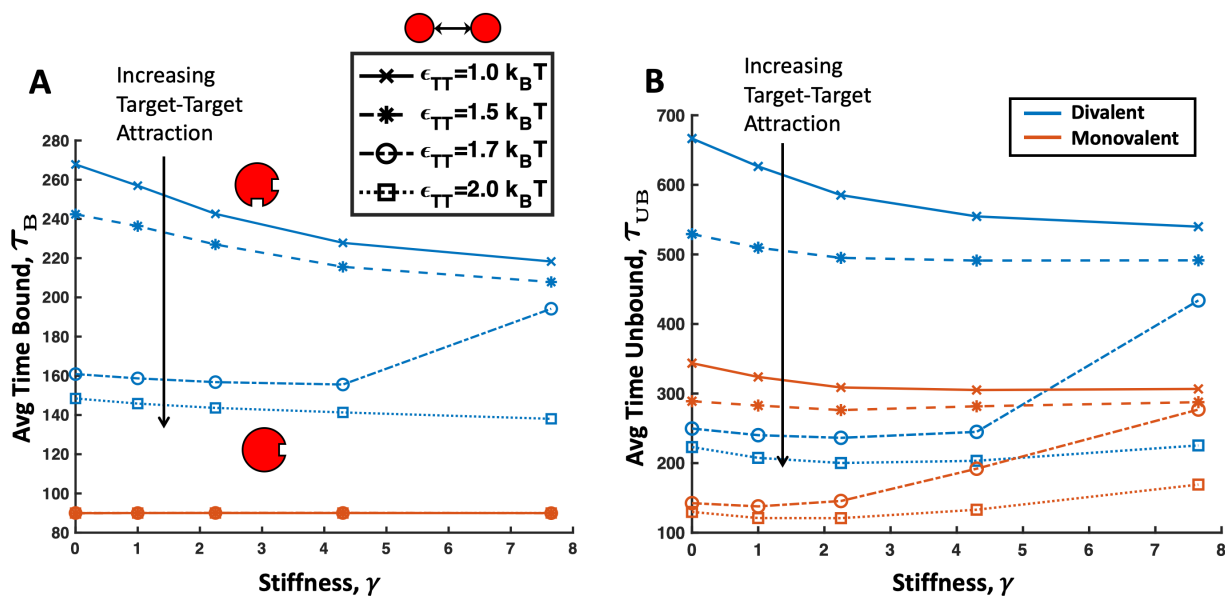 A
Increasing
Target-Target
Attraction
ϵTT=1.0 kBT
ϵTT=1.5 kBT
ϵTT=1.7 kBT
ϵTT=2.0 kBT
Avg Time Bound, 𝜏B
280
260
240
220
200
180
160
140
120
100
80
0 1 2 3 4 5 6 7 8
Stiffness, γ
B
Increasing
Target-Target
Attraction
Divalent
Monovalent
Avg Time Unbound, 𝜏UB
700
600
500
400
300
200
100
0 1 2 3 4 5 6 7 8
Stiffness, γ